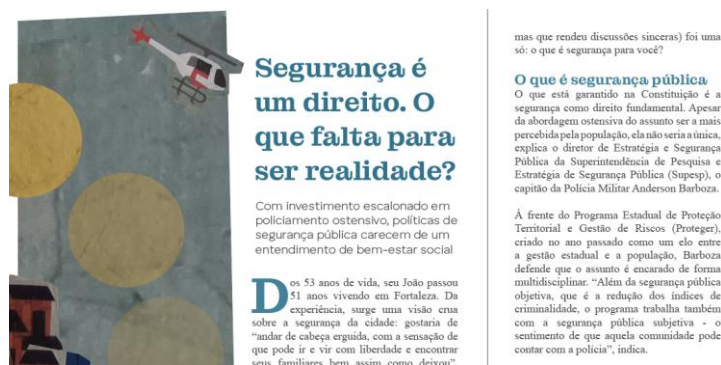 Segurança é
um direito. O
que falta para
ser realidade?
Com investimento escalonado em
policiamento ostensivo, políticas de
segurança pública carecem de um
entendimento de bem-estar social
Dos 53 anos de vida, seu João passou
51 anos vivendo em Fortaleza. Da
experiência, surge uma visão crua
sobre a segurança da cidade: gostaria de
“andar de cabeça erguida, com a sensação de
que pode ir e vir com liberdade e encontrar
seus familiares bem assim como deixou”.
mas que rendeu discussões sinceras) foi uma
só: o que é segurança para você?
O que é segurança pública
O que está garantido na Constituição é a
segurança como direito fundamental. Apesar
da abordagem ostensiva do assunto ser a mais
percebida pela população, ela não seria a única,
explica o diretor de Estratégia e Segurança
Pública da Superintendência de Pesquisa e
Estratégia de Segurança Pública (Supesp), o
capitão da Polícia Militar Anderson Barboza.
À frente do Programa Estadual de Proteção
Territorial e Gestão de Riscos (Proteger),
criado no ano passado como um elo entre
a gestão estadual e a população, Barboza
defende que o assunto é encarado de forma
multidisciplinar. “Além da segurança pública
objetiva, que é a redução dos índices de
criminalidade, o programa trabalha também
com a segurança pública subjetiva - o
sentimento de que aquela comunidade pode
contar com a polícia”, indica.